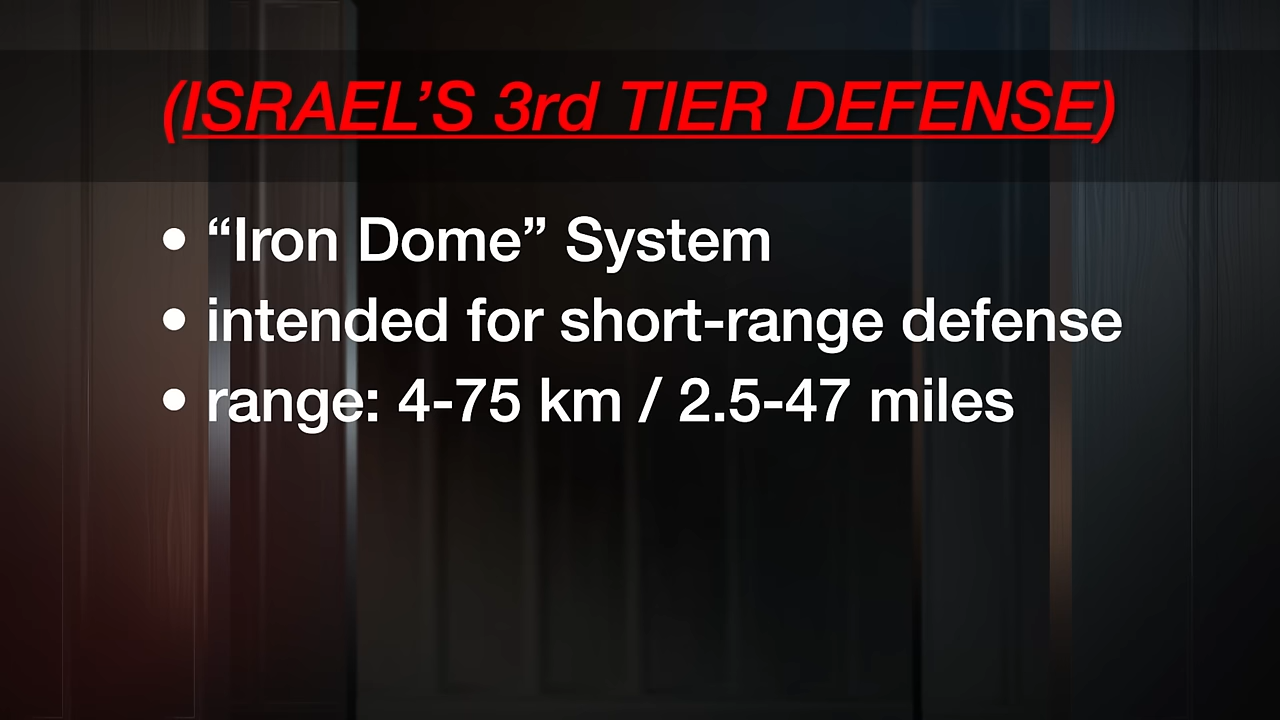 (ISRAEL’S 3rd TIER DEFENSE)
• “Iron Dome” System
• intended for short-range defense
• range: 4-75 km / 2.5-47 miles